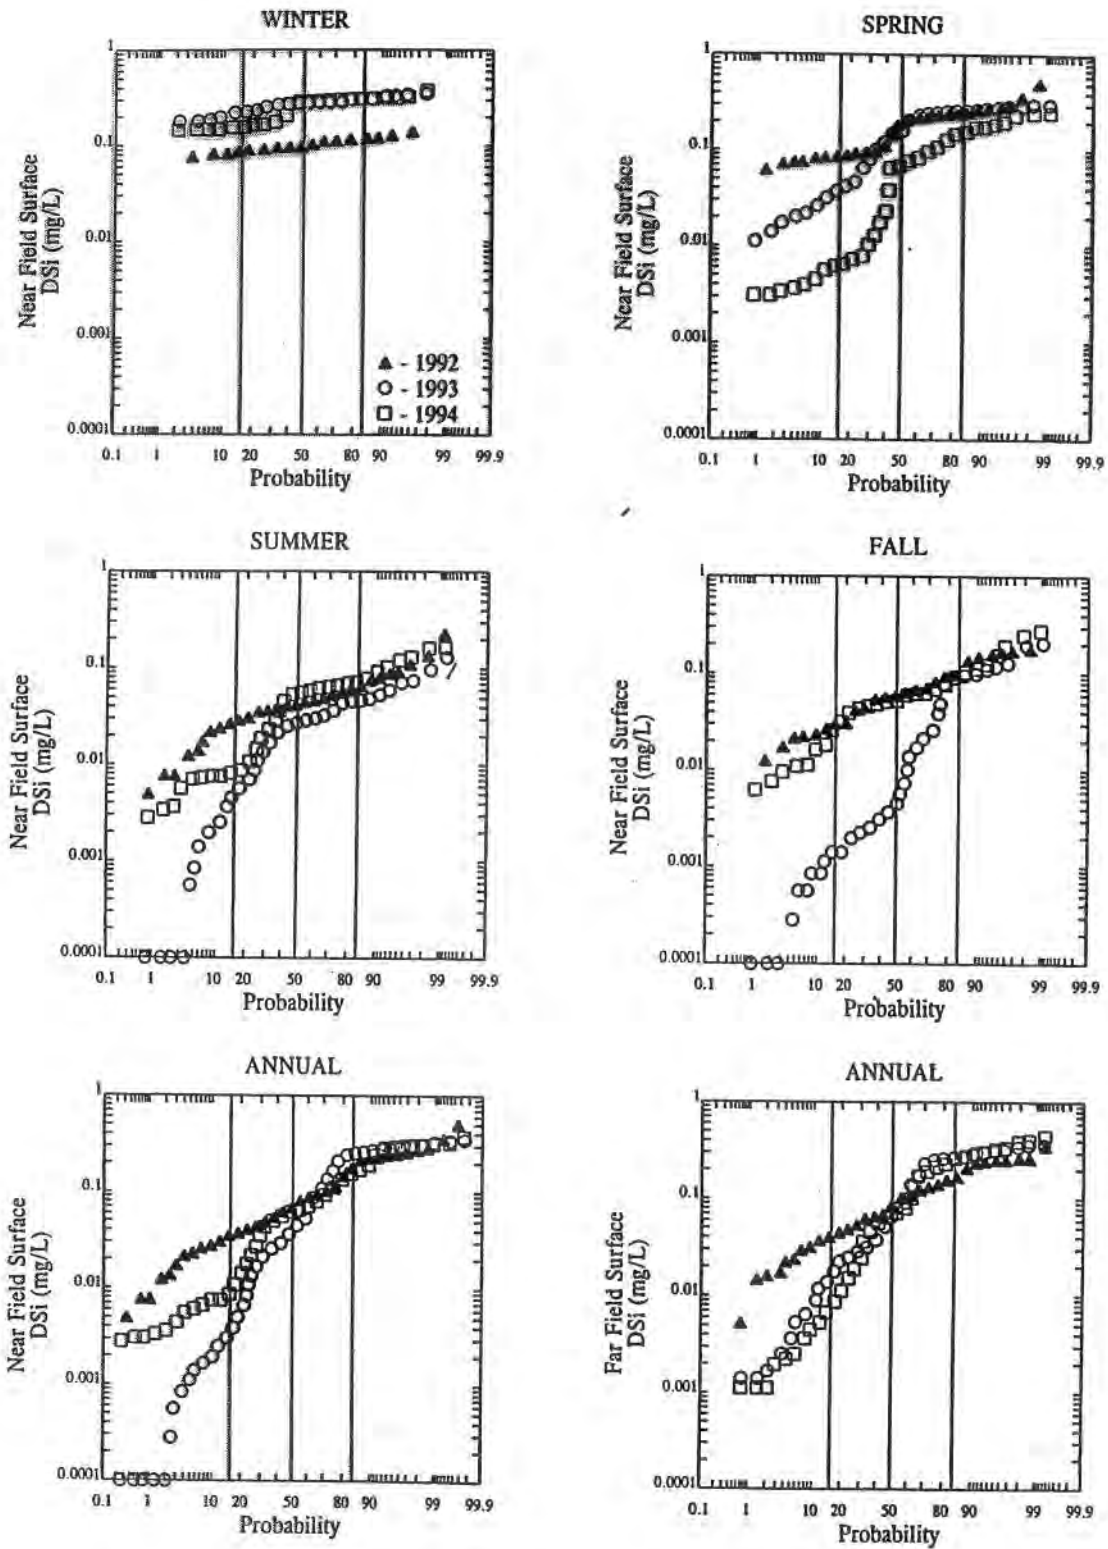 WINTER
1
0.1
0.01
0.001
0.0001
Near Field Surface
DSi (mg/L)
▲ - 1992
○ - 1993
□ - 1994
0.1 1 10 20 50 80 90 99 99.9
Probability
SPRING
1
0.1
0.01
0.001
0.0001
Near Field Surface
DSi (mg/L)
0.1 1 10 20 50 80 90 99 99.9
Probability
SUMMER
1
0.1
0.01
0.001
0.0001
Near Field Surface
DSi (mg/L)
0.1 1 10 20 50 80 90 99 99.9
Probability
FALL
1
0.1
0.01
0.001
0.0001
Near Field Surface
DSi (mg/L)
0.1 1 10 20 50 80 90 99 99.9
Probability
ANNUAL
1
0.1
0.01
0.001
0.0001
Near Field Surface
DSi (mg/L)
0.1 1 10 20 50 80 90 99 99.9
Probability
ANNUAL
1
0.1
0.01
0.001
0.0001
Far Field Surface
DSi (mg/L)
0.1 1 10 20 50 80 90 99 99.9
Probability